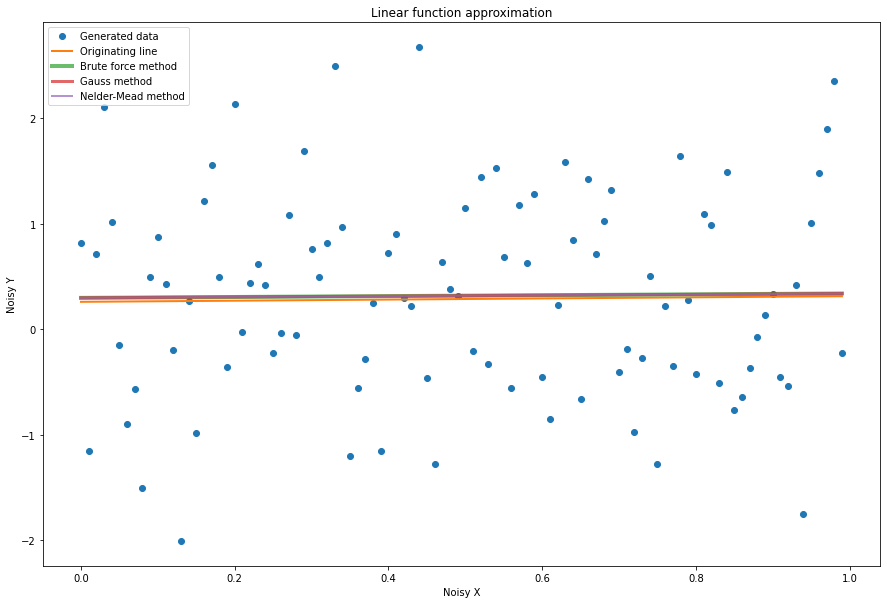 Linear function approximation
Generated data
Originating line
Brute force method
Gauss method
Nelder-Mead method
Noisy Y
2
1
0
−1
−2
0.0 0.2 0.4 0.6 0.8 1.0
Noisy X